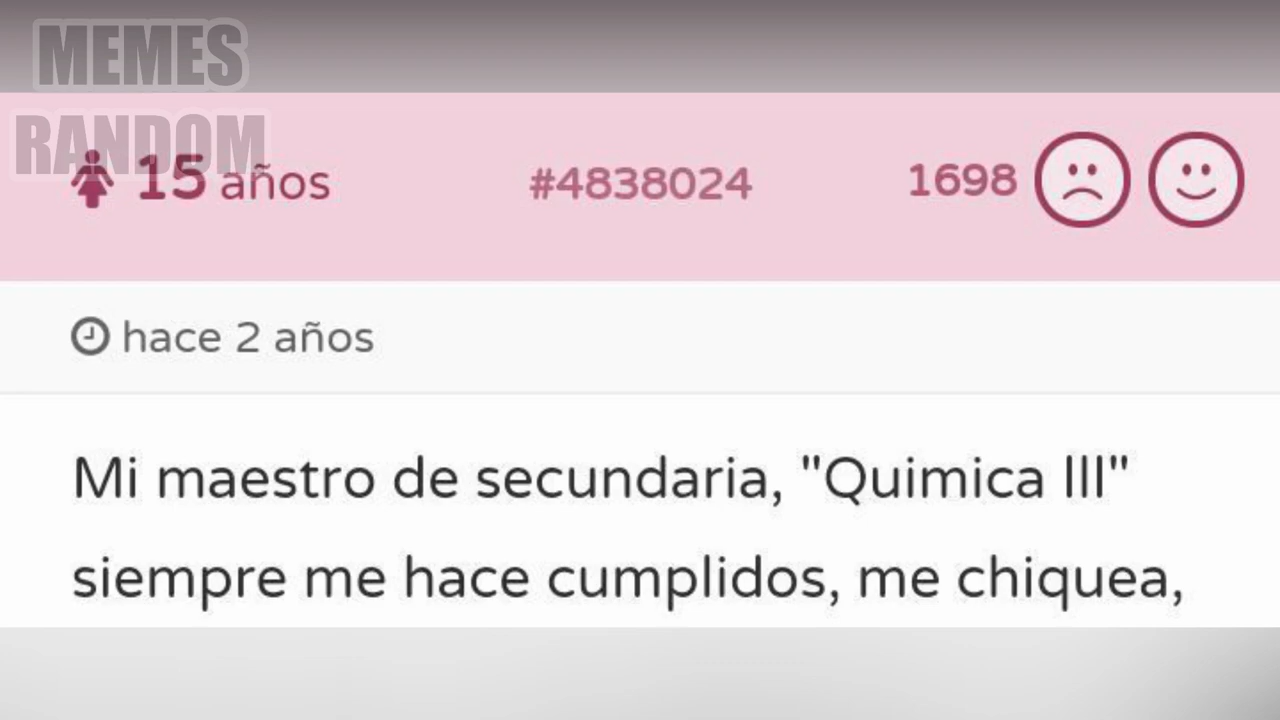 MEMES
RANDOM
15 años #4838024 1698
hace 2 años
Mi maestro de secundaria, "Quimica lll"
siempre me hace cumplidos, me chiquea,